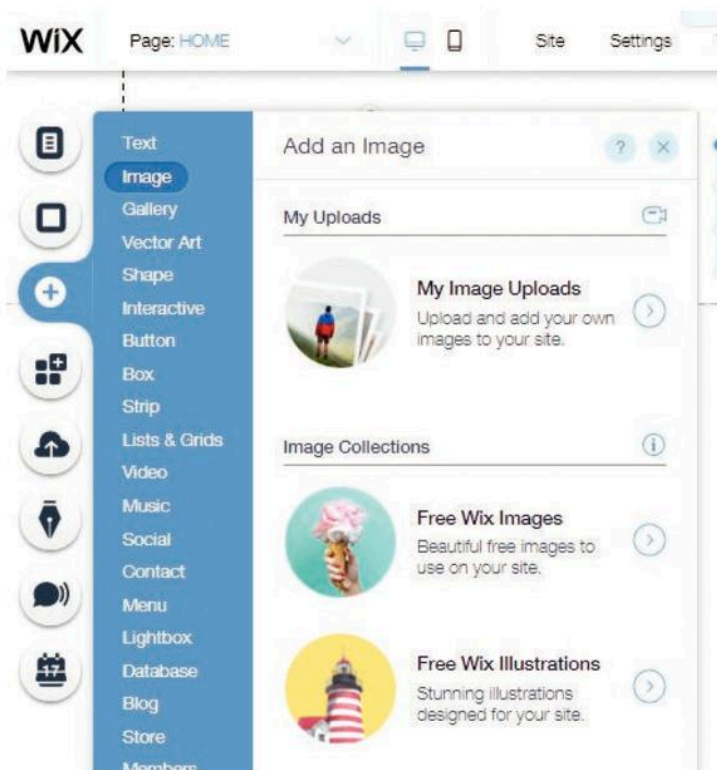 WiX
Page: HOME
Site
Settings
Text
Image
Gallery
Vector Art
Shape
Interactive
Button
Box
Strip
Lists & Grids
Video
Music
Social
Contact
Menu
Lightbox
Database
Blog
Store
Members
17
Add an Image
?
My Uploads
My Image Uploads
Upload and add your own
images to your site.
Image Collections
i
Free Wix Images
Beautiful free images to
use on your site.
Free Wix Illustrations
Stunning illustrations
designed for your site.